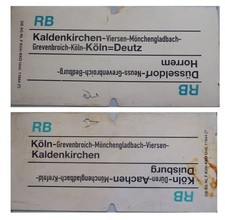 RB
Kaldenkirchen-Viersen-Mönchengladbach-
Grevenbroich-Köln-Köln=Deutz
Düsseldorf-Neuss-Grevenbroich-Bedburg-
Horrem
RB
RB
Köln-Grevenbroich-Mönchengladbach-Viersen-
Kaldenkirchen
Köln-Düren-Aachen-Mönchengladbach-Krefeld-
Duisburg
RB